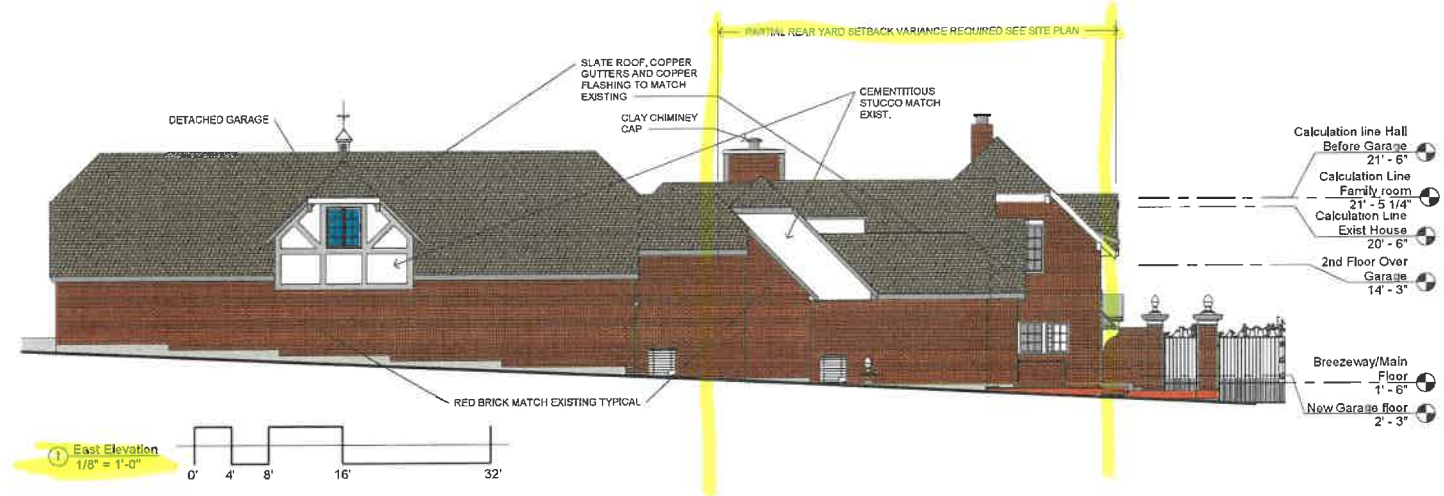 PARTIAL REAR YARD SETBACK VARIANCE REQUIRED SEE SITE PLAN
SLATE ROOF, COPPER
GUTTERS AND COPPER
FLASHING TO MATCH
EXISTING
CEMENTITIOUS
STUCCO MATCH
EXIST.
DETACHED GARAGE
CLAY CHIMINEY
CAP
Calculation line Hall
Before Garage
21' - 6"
Calculation Line
Family room
21' - 5 1/4"
Calculation Line
Exist House
20' - 6"
2nd Floor Over
Garage
14' - 3"
Breezeway/Main
Floor
1' - 6"
New Garage floor
2' - 3"
RED BRICK MATCH EXISTING TYPICAL
1 East Elevation
1/8" = 1'-0"
0' 4' 8' 16' 32'